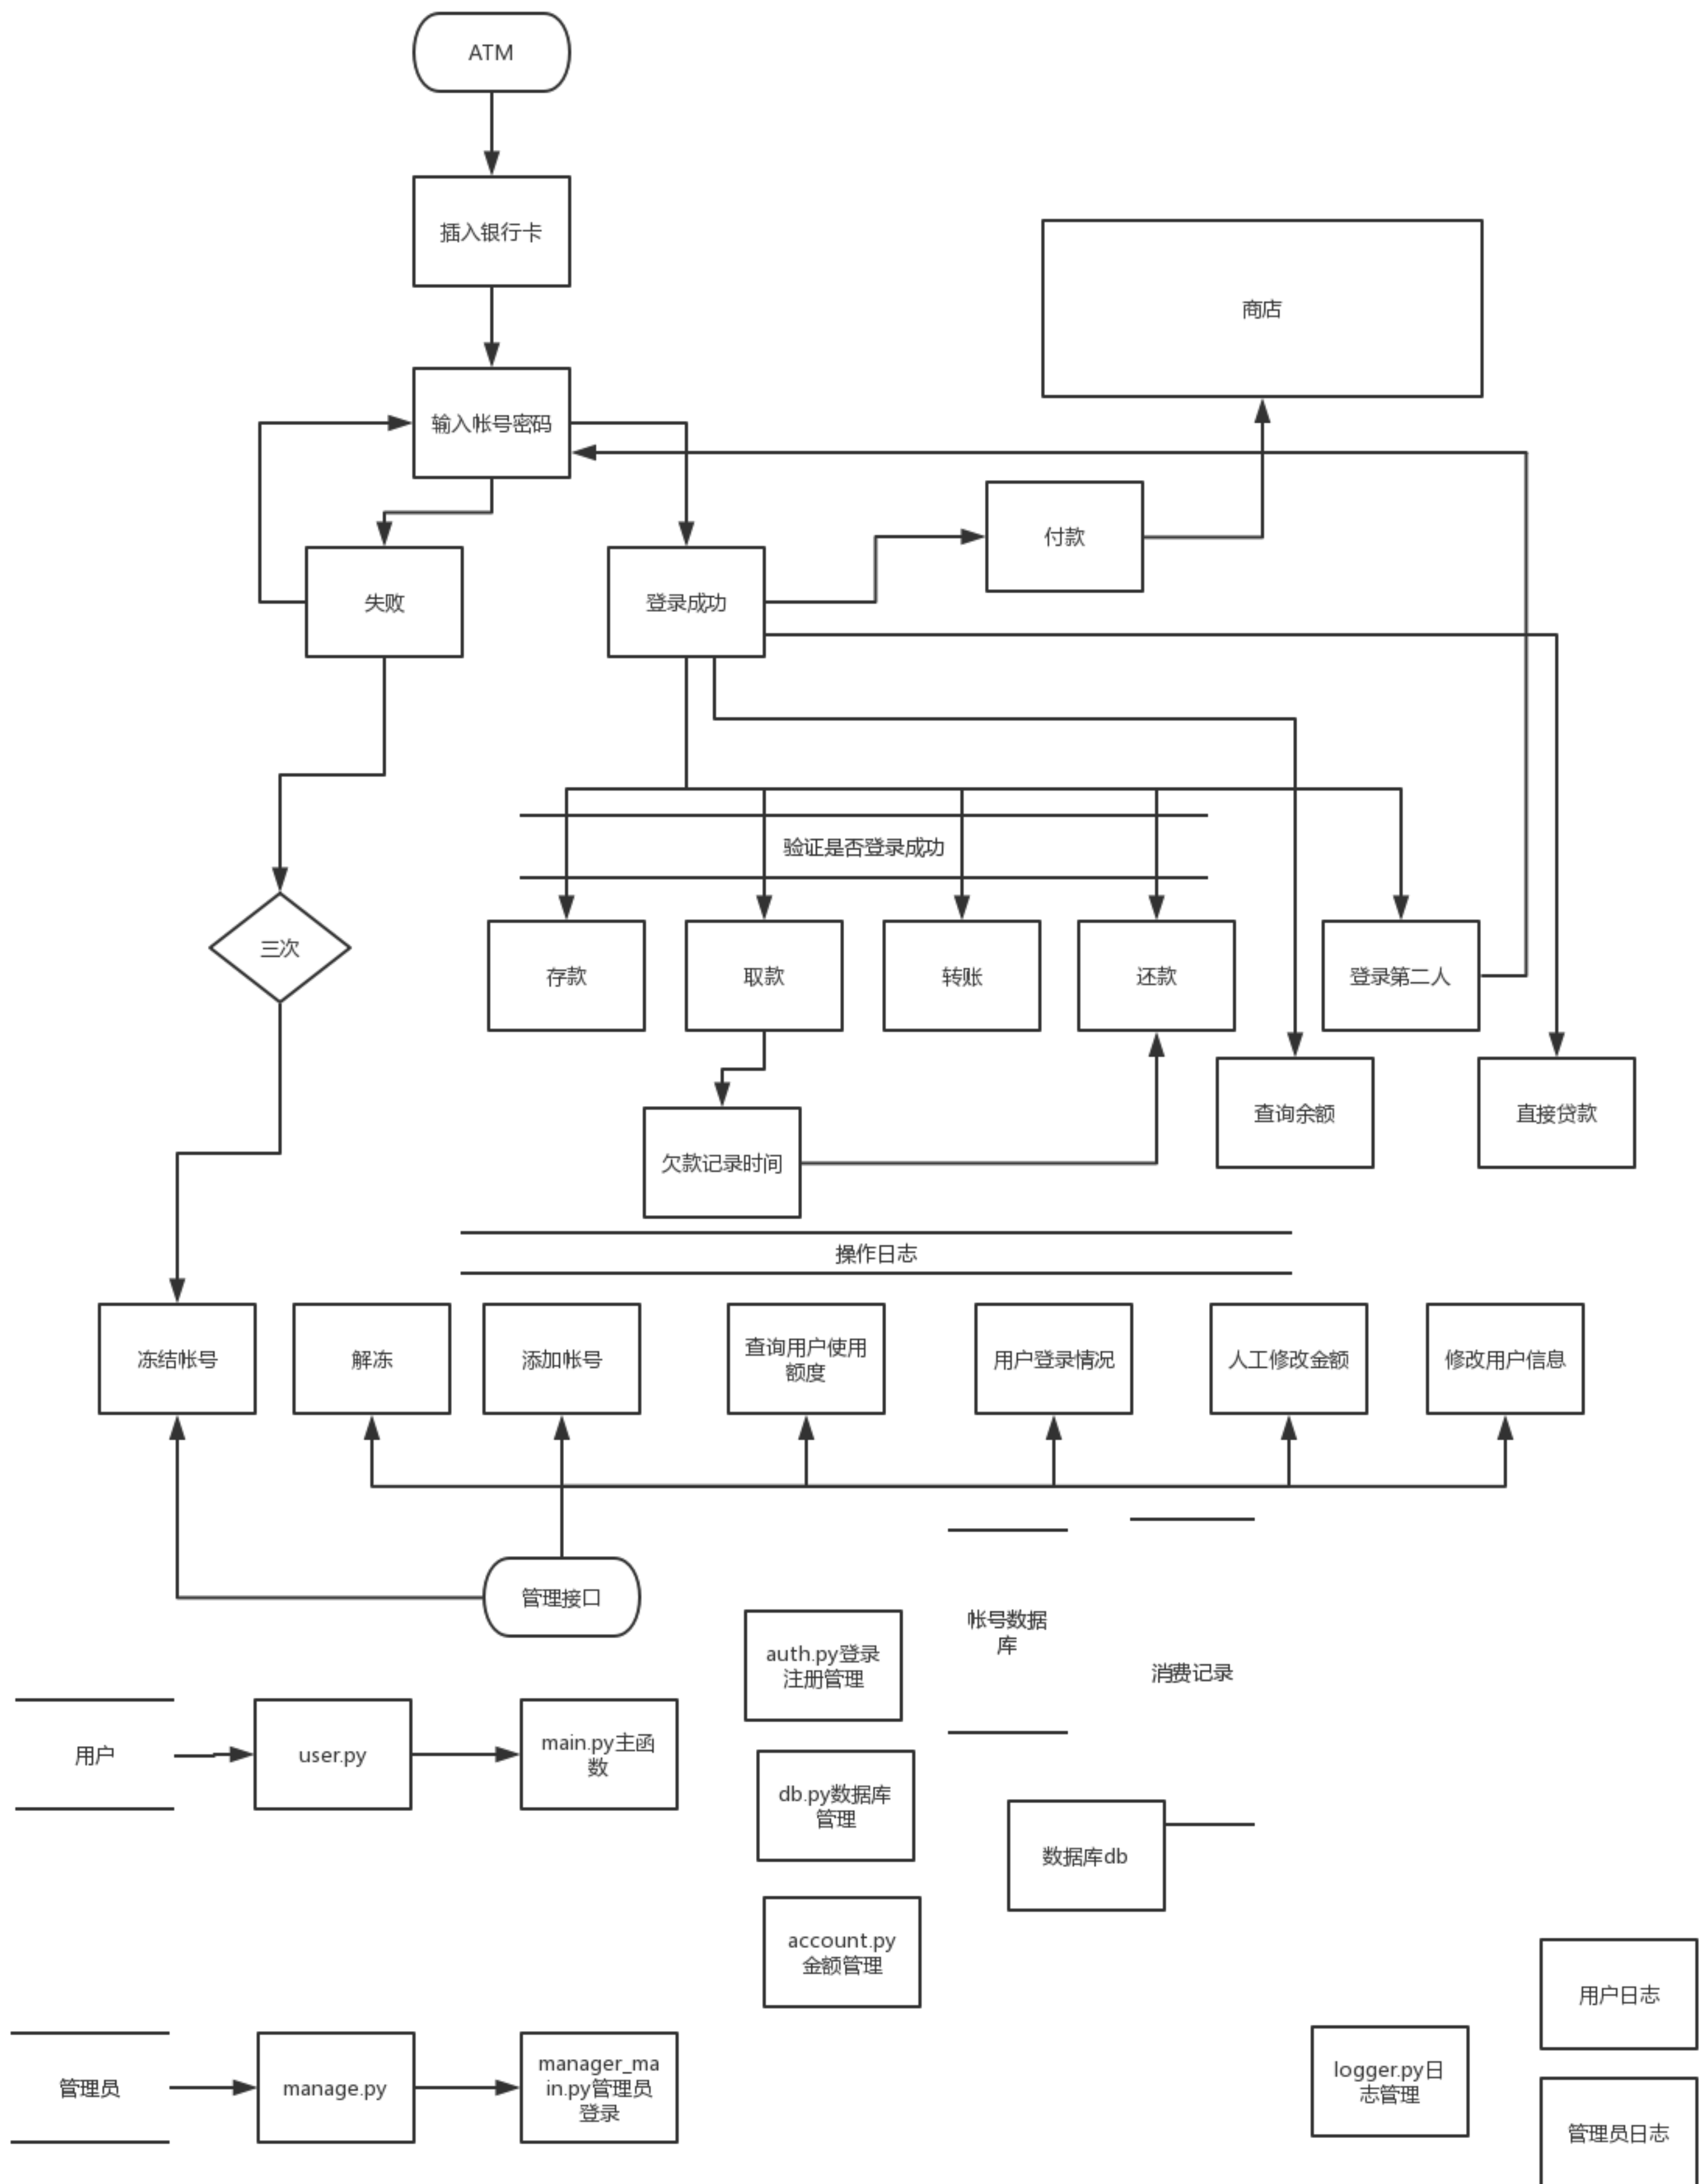 ATM
插入银行卡
商店
输入帐号密码
付款
失败
登录成功
验证是否登录成功
三次
存款
取款
转账
还款
登录第二人
查询余额
直接贷款
欠款记录时间
操作日志
冻结帐号
解冻
添加帐号
查询用户使用
额度
用户登录情况
人工修改金额
修改用户信息
管理接口
帐号数据
库
auth.py登录
注册管理
消费记录
用户
user.py
main.py主函
数
db.py数据库
管理
数据库db
account.py
金额管理
用户日志
管理员
manage.py
manager_ma
in.py管理员
登录
logger.py日
志管理
管理员日志